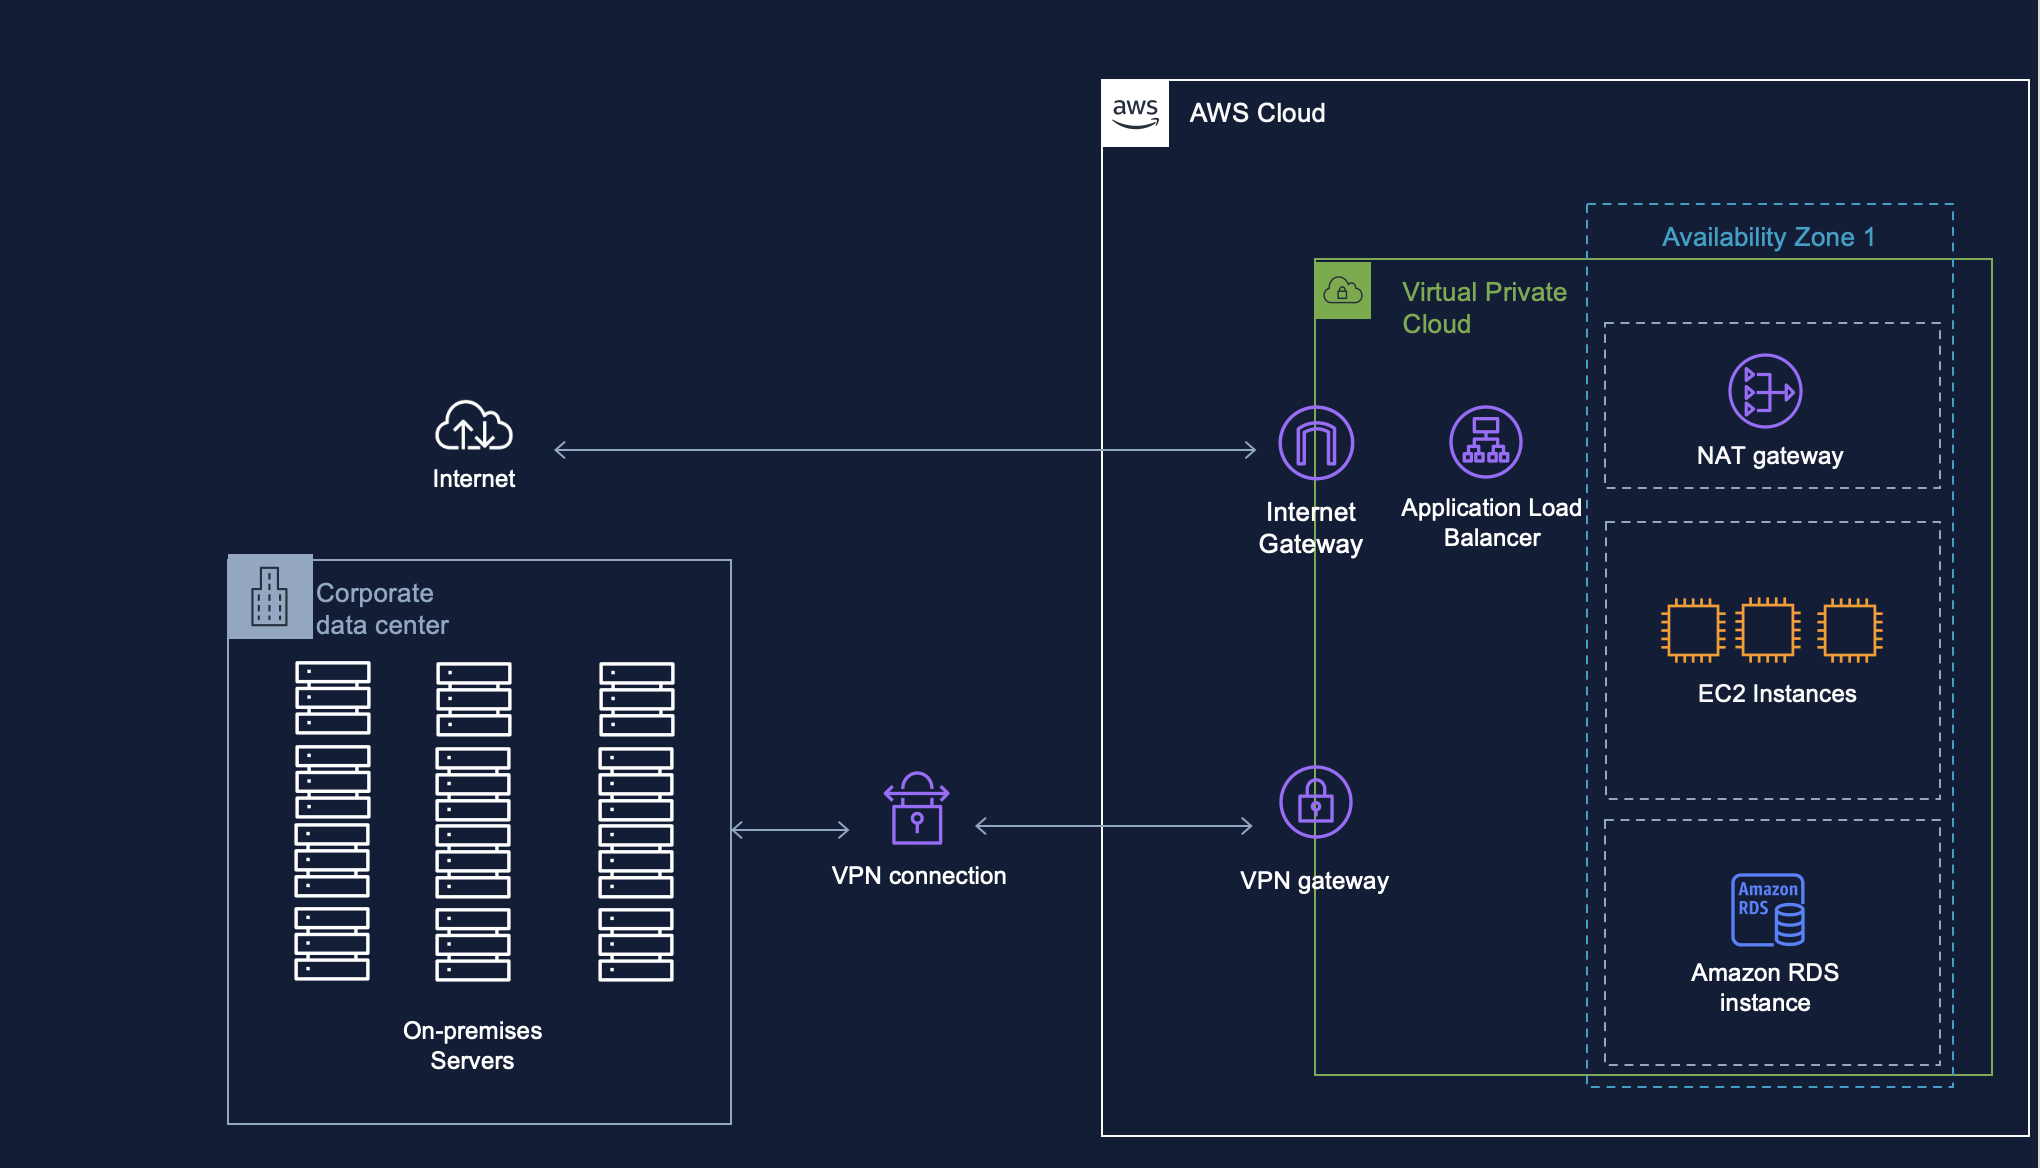 aws
AWS Cloud
Availability Zone 1
Virtual Private
Cloud
NAT gateway
Internet
Internet
Gateway
Application Load
Balancer
Corporate
data center
EC2 Instances
VPN connection
VPN gateway
Amazon
RDS
Amazon RDS
instance
On-premises
Servers